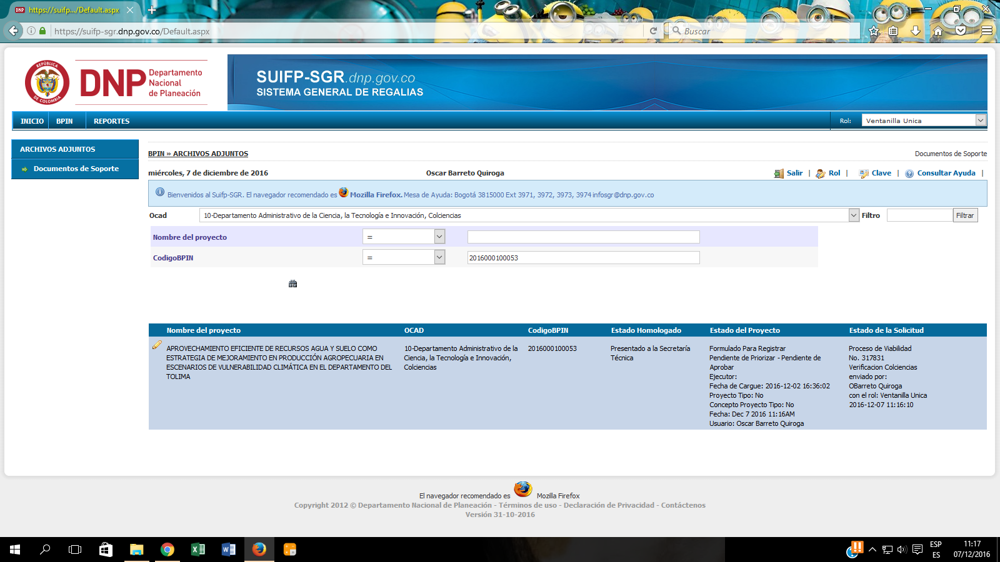 https://suifp.../Default.aspx
https://suifp-sgr.dnp.gov.co/Default.aspx
Buscar
REPÚBLICA
DE COLOMBIA
DNP
Departamento
Nacional
de Planeación
SUIFP-SGR.dnp.gov.co
SISTEMA GENERAL DE REGALIAS
INICIO BPIN REPORTES
Rol: Ventanilla Unica
ARCHIVOS ADJUNTOS
Documentos de Soporte
BPIN » ARCHIVOS ADJUNTOS
Documentos de Soporte
miércoles, 7 de diciembre de 2016
Oscar Barreto Quiroga
Salir | Rol | Clave | Consultar Ayuda |
Bienvenidos al Suifp-SGR. El navegador recomendado es Mozilla Firefox. Mesa de Ayuda: Bogotá 3815000 Ext 3971, 3972, 3973, 3974 infosgr@dnp.gov.co
Ocad 10-Departamento Administrativo de la Ciencia, la Tecnología e Innovación, Colciencias Filtro Filtrar
Nombre del proyecto =
CodigoBPIN = 2016000100053
Nombre del proyecto OCAD CodigoBPIN Estado Homologado Estado del Proyecto Estado de la Solicitud
APROVECHAMIENTO EFICIENTE DE RECURSOS AGUA Y SUELO COMO
ESTRATEGIA DE MEJORAMIENTO EN PRODUCCIÓN AGROPECUARIA EN
ESCENARIOS DE VULNERABILIDAD CLIMÁTICA EN EL DEPARTAMENTO DEL
TOLIMA
10-Departamento Administrativo de la
Ciencia, la Tecnología e Innovación,
Colciencias
2016000100053
Presentado a la Secretaría
Técnica
Formulado Para Registrar
Pendiente de Priorizar - Pendiente de
Aprobar
Ejecutor:
Fecha de Cargue: 2016-12-02 16:36:02
Proyecto Tipo: No
Concepto Proyecto Tipo: No
Fecha: Dec 7 2016 11:16AM
Usuario: Oscar Barreto Quiroga
Proceso de Viabilidad
No. 317831
Verificacion Colciencias
enviado por:
OBarreto Quiroga
con el rol: Ventanilla Unica
2016-12-07 11:16:10
El navegador recomendado es Mozilla Firefox
Copyright 2012 © Departamento Nacional de Planeación - Términos de uso - Declaración de Privacidad - Contáctenos
Versión 31-10-2016
ESP
ES
11:17
07/12/2016